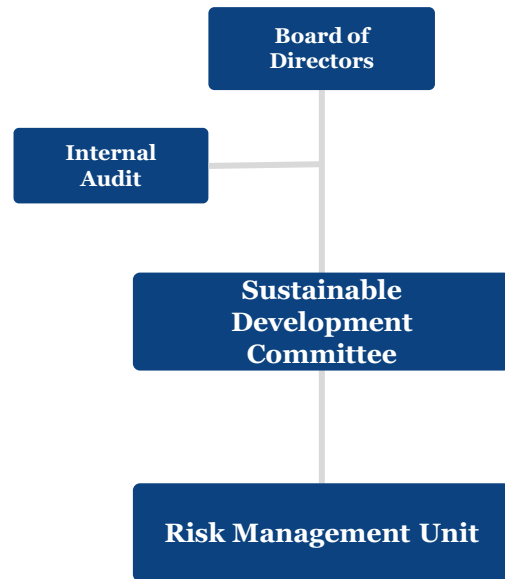 Board of
Directors
Internal
Audit
Sustainable
Development
Committee
Risk Management Unit